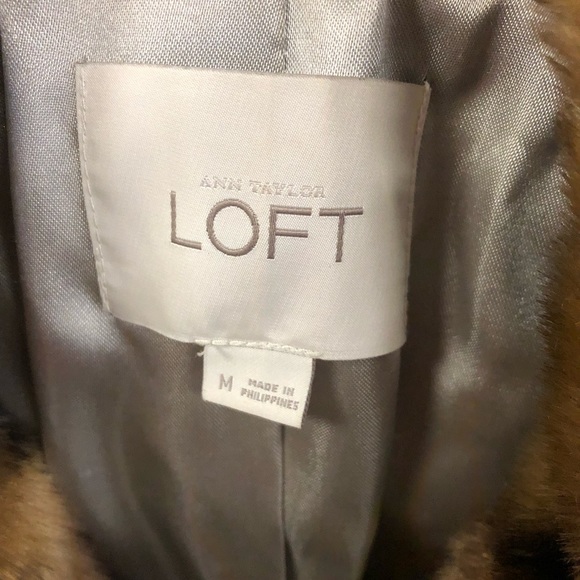 ANN TAYLOR
LOFT
M
MADE IN
PHILIPPINES